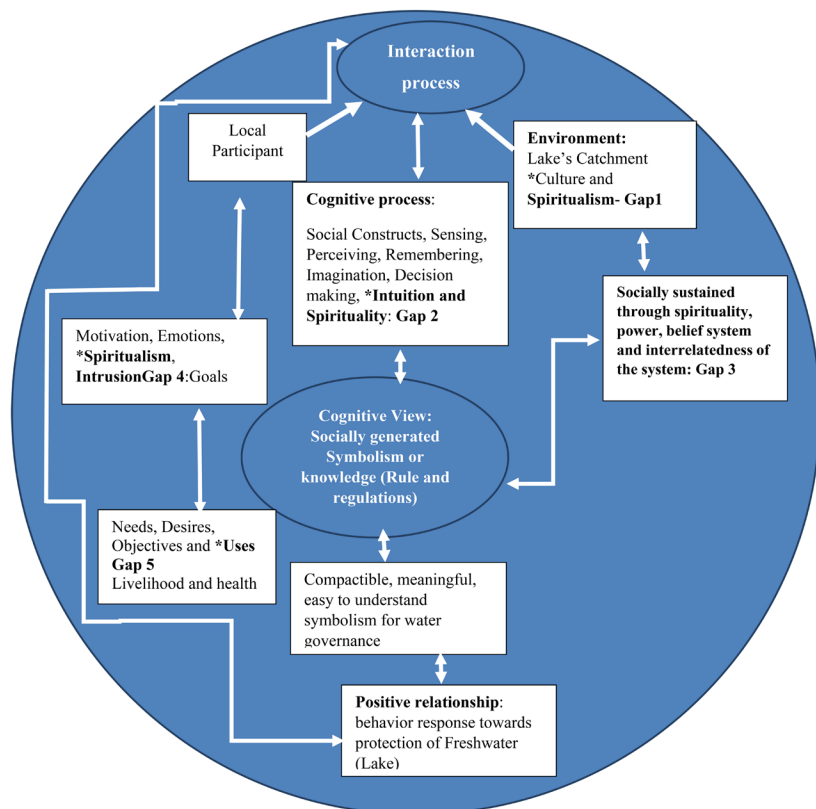 Interaction
process
Local
Participant
Environment:
Lake's Catchment
*Culture and
Spiritualism- Gap1
Cognitive process:
Social Constructs, Sensing,
Perceiving, Remembering,
Imagination, Decision
making, *Intuition and
Spirituality: Gap 2
Socially sustained
through spirituality,
power, belief system
and interrelatedness of
the system: Gap 3
Motivation, Emotions,
*Spiritualism,
IntrusionGap 4:Goals
Cognitive View:
Socially generated
Symbolism or
knowledge (Rule and
regulations)
Needs, Desires,
Objectives and *Uses
Gap 5
Livelihood and health
Compactible, meaningful,
easy to understand
symbolism for water
governance
Positive relationship:
behavior response towards
protection of Freshwater
(Lake)